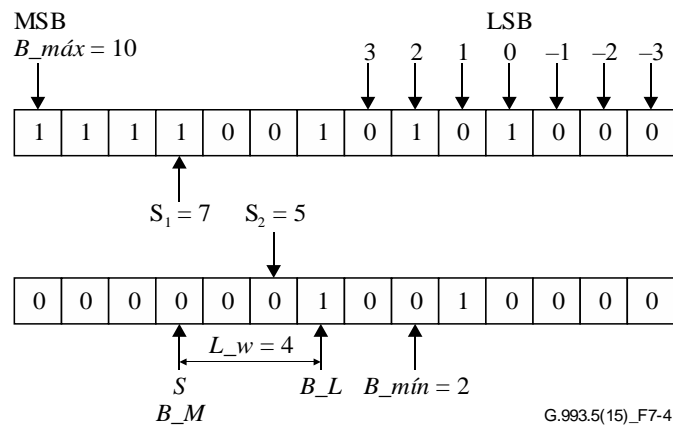 MSB LSB
B_máx = 10 3 2 1 0 –1 –2 –3
1 1 1 1 0 0 1 0 1 0 1 0 0 0
S₁ = 7 S₂ = 5
0 0 0 0 0 0 1 0 0 1 0 0 0 0
L_w = 4
S B_L B_mín = 2
B_M
G.993.5(15)_F7-4